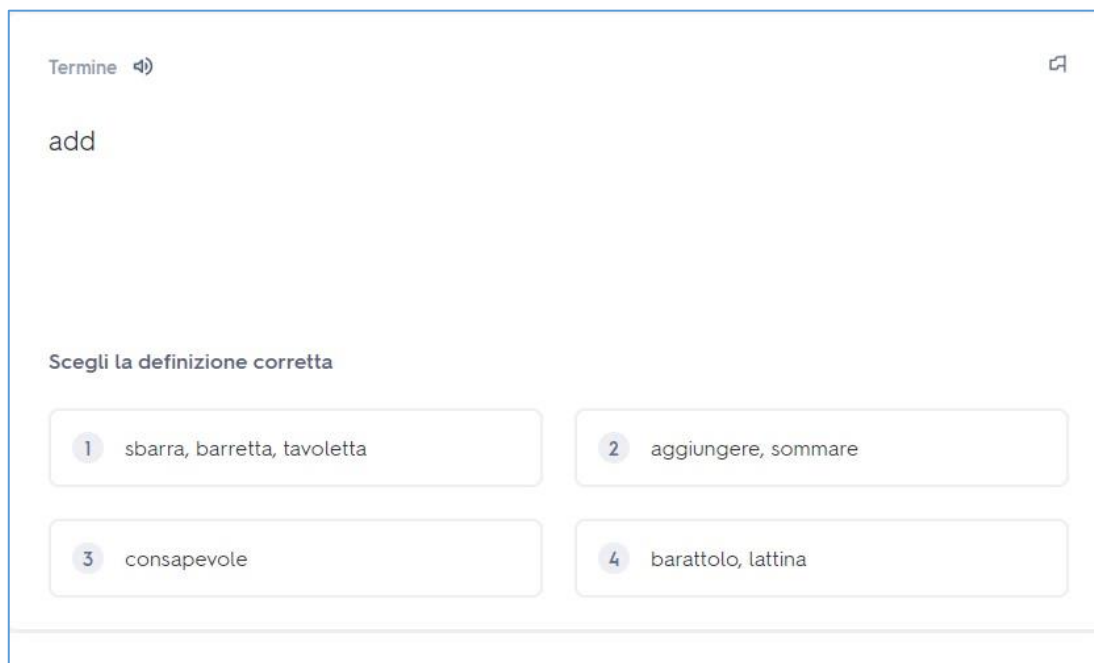 Termine
add
Scegli la definizione corretta
1 sbarra, barretta, tavoletta
2 aggiungere, sommare
3 consapevole
4 barattolo, lattina